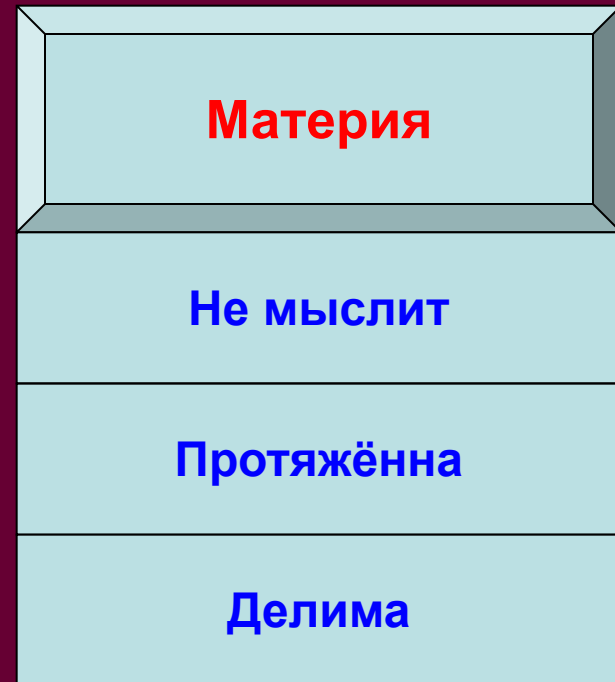 Материя
Не мыслит
Протяжённа
Делима